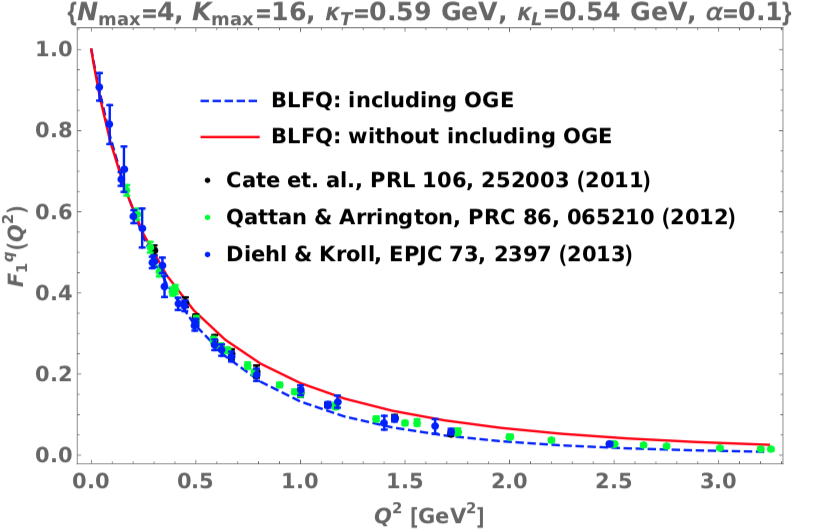 {Nmax=4, Kmax=16, κT=0.59 GeV, κL=0.54 GeV, α=0.1}
1.0
0.8
0.6
0.4
0.2
0.0
F₁^q(Q²)
BLFQ: including OGE
BLFQ: without including OGE
Cate et. al., PRL 106, 252003 (2011)
Qattan & Arrington, PRC 86, 065210 (2012)
Diehl & Kroll, EPJC 73, 2397 (2013)
0.0 0.5 1.0 1.5 2.0 2.5 3.0
Q² [GeV²]